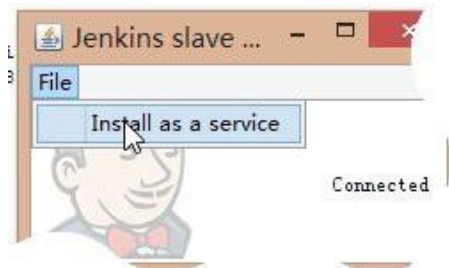 Jenkins slave ...
File
Install as a service
Connected